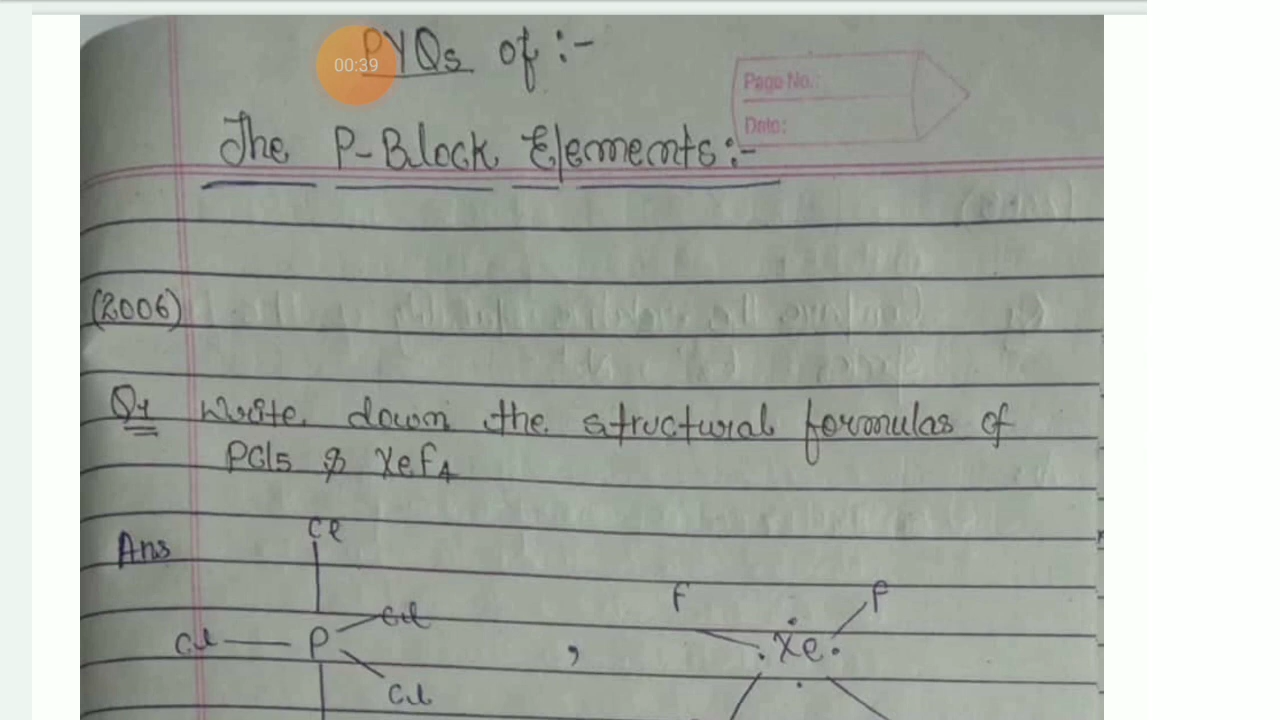 PYQs of :-
00:39
Page No.:
Date:
The P-Block Elements:-
(2006)
Q1 Write down the structural formulas of
PCl5 & XeF4
Ans
Cl
F F
Cl P Cl , Xe
Cl